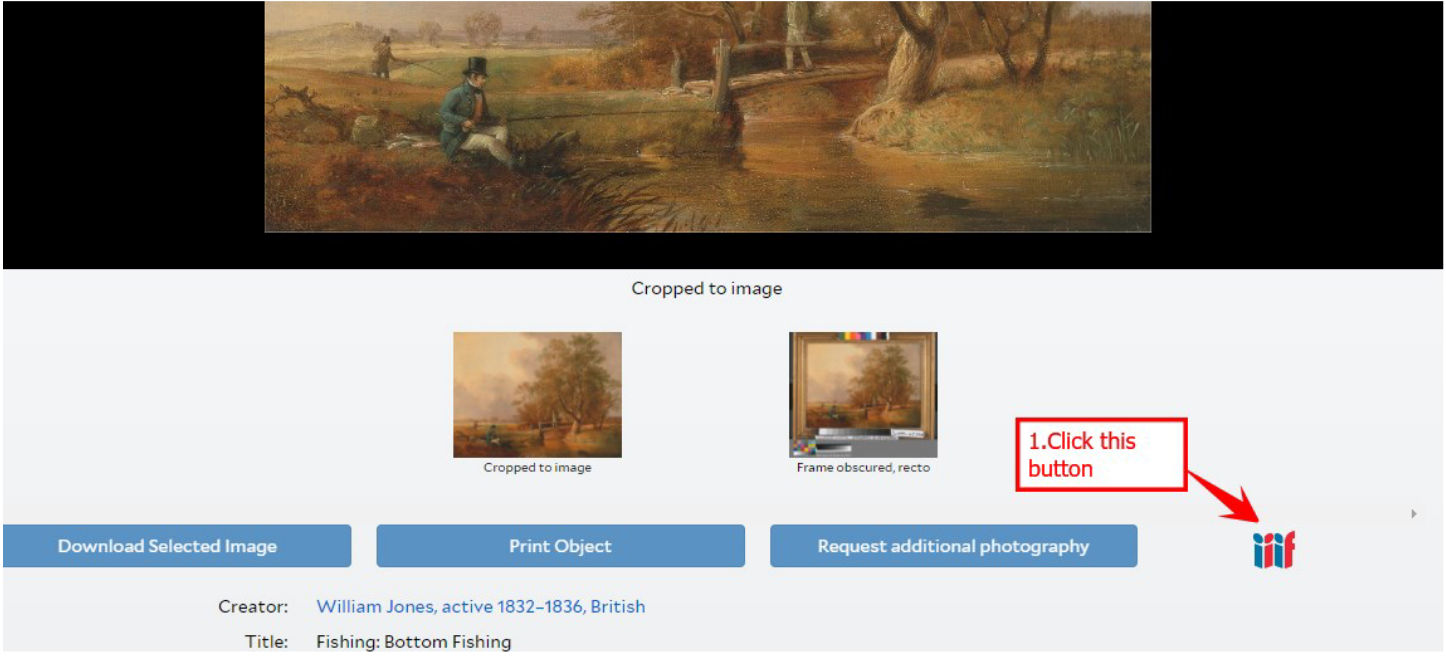 Cropped to image
Cropped to image
Frame obscured, recto
1.Click this
button
Download Selected Image
Print Object
Request additional photography
iiif
Creator: William Jones, active 1832–1836, British
Title: Fishing: Bottom Fishing